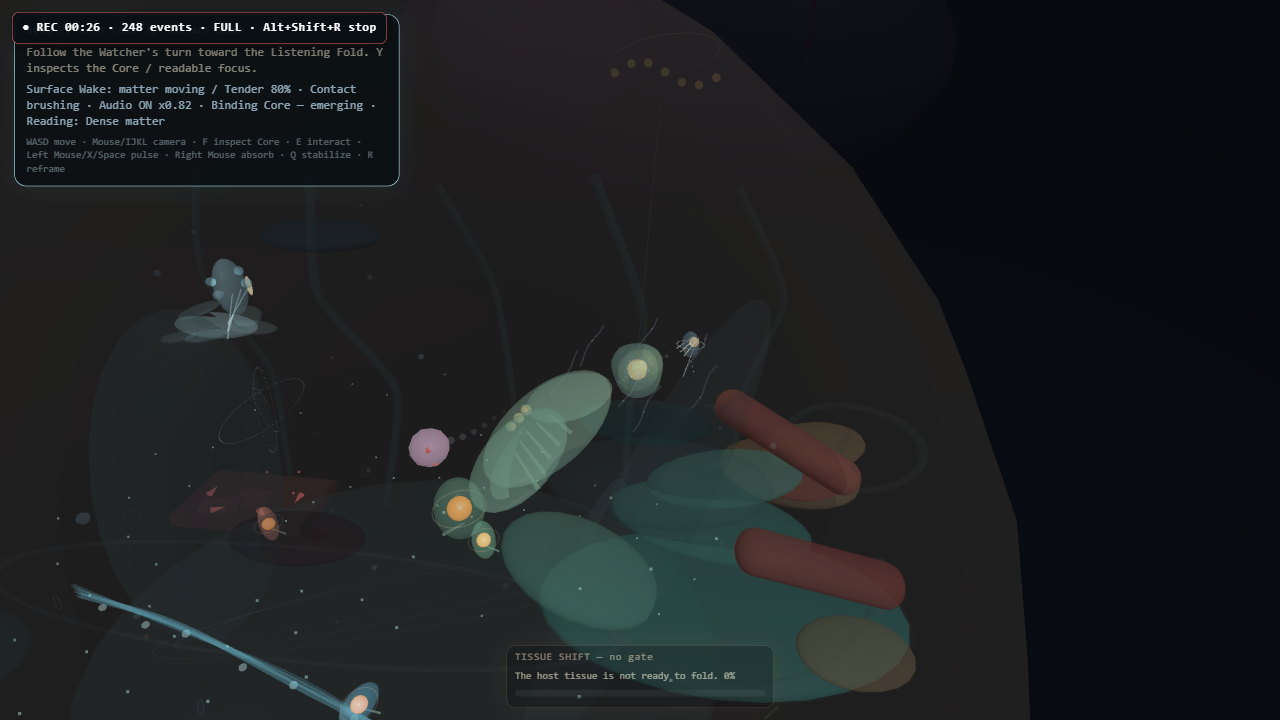 ● REC 00:26 · 248 events · FULL · Alt+Shift+R stop
Follow the Watcher's turn toward the Listening Fold. Y
inspects the Core / readable focus.
Surface Wake: matter moving / Tender 80% · Contact
brushing · Audio ON x0.82 · Binding Core — emerging ·
Reading: Dense matter
WASD move · Mouse/IJKL camera · F inspect Core · E interact ·
Left Mouse/X/Space pulse · Right Mouse absorb · Q stabilize · R
reframe
TISSUE SHIFT — no gate
The host tissue is not ready to fold. 0%